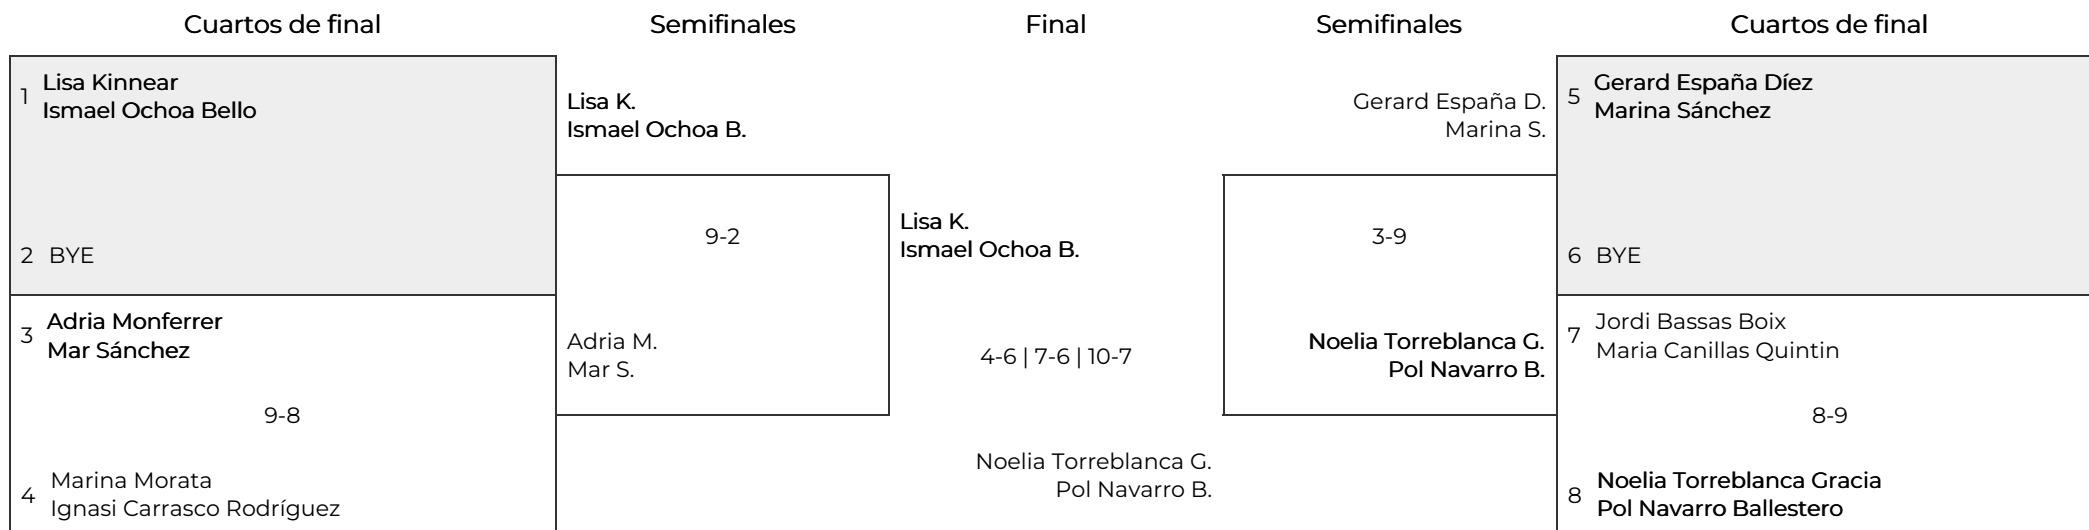 Cuartos de final
Semifinales
Final
Semifinales
Cuartos de final
1
Lisa Kinnear
Ismael Ochoa Bello
2 BYE
3
Adria Monferrer
Mar Sánchez
9-8
4
Marina Morata
Ignasi Carrasco Rodríguez
Lisa K.
Ismael Ochoa B.
9-2
Adria M.
Mar S.
Lisa K.
Ismael Ochoa B.
4-6 | 7-6 | 10-7
Noelia Torreblanca G.
Pol Navarro B.
Gerard España D.
Marina S.
3-9
Noelia Torreblanca G.
Pol Navarro B.
5
Gerard España Díez
Marina Sánchez
6 BYE
7
Jordi Bassas Boix
Maria Canillas Quintin
8-9
8
Noelia Torreblanca Gracia
Pol Navarro Ballestero